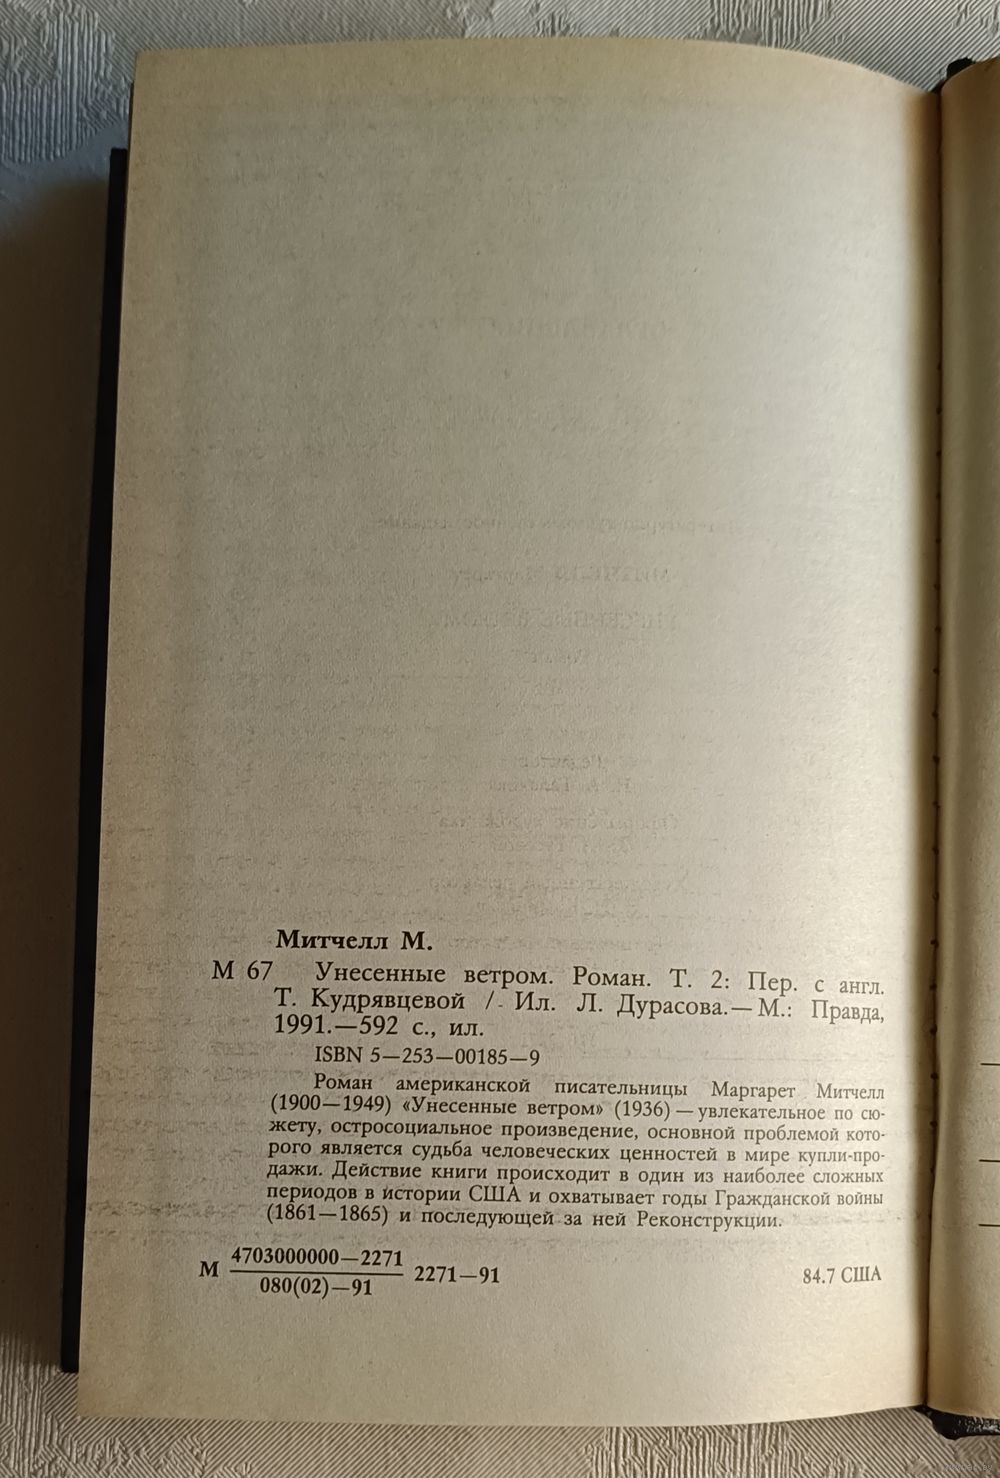 Митчелл М.
М 67 Унесенные ветром. Роман. Т. 2: Пер. с англ.
Т. Кудрявцевой / Ил. Л. Дурасова.—М.: Правда,
1991.—592 с., ил.
ISBN 5—253—00185—9
Роман американской писательницы Маргарет Митчелл
(1900—1949) «Унесенные ветром» (1936)—увлекательное по сю-
жету, остросоциальное произведение, основной проблемой кото-
рого является судьба человеческих ценностей в мире купли-про-
дажи. Действие книги происходит в один из наиболее сложных
периодов в истории США и охватывает годы Гражданской войны
(1861—1865) и последующей за ней Реконструкции.
4703000000—2271
М 2271—91
080(02)—91
84.7 США